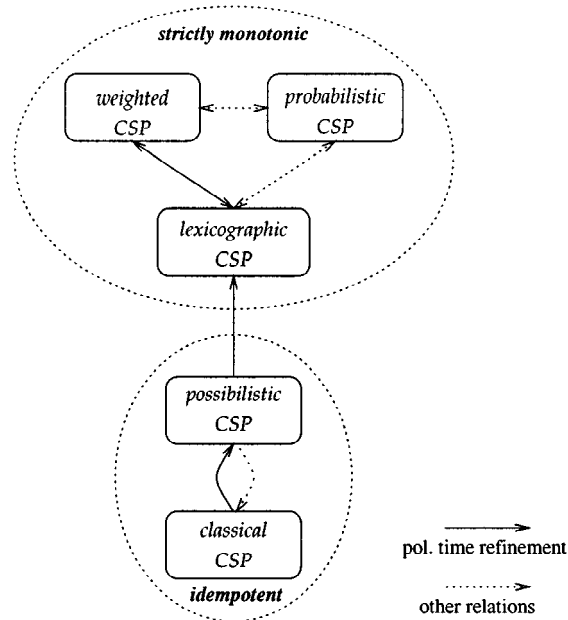 strictly monotonic
weighted
CSP
probabilistic
CSP
lexicographic
CSP
possibilistic
CSP
classical
CSP
idempotent
pol. time refinement
other relations